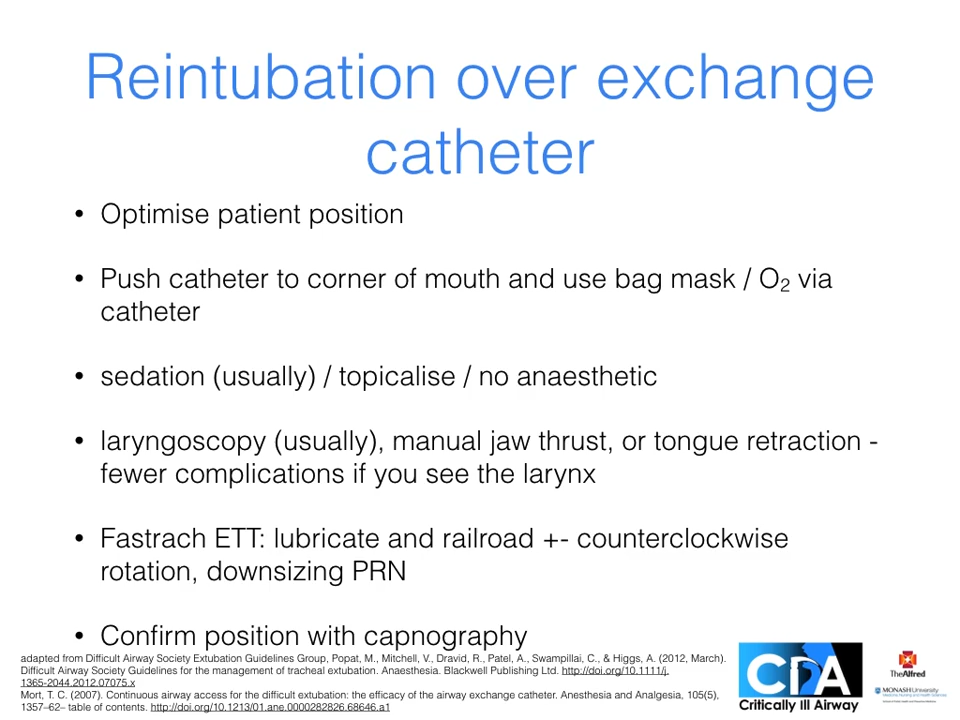 Reintubation over exchange
catheter
• Optimise patient position
• Push catheter to corner of mouth and use bag mask / O₂ via
catheter
• sedation (usually) / topicalise / no anaesthetic
• laryngoscopy (usually), manual jaw thrust, or tongue retraction -
fewer complications if you see the larynx
• Fastrach ETT: lubricate and railroad +- counterclockwise
rotation, downsizing PRN
• Confirm position with capnography
adapted from Difficult Airway Society Extubation Guidelines Group, Popat, M., Mitchell, V., Dravid, R., Patel, A., Swampillai, C., & Higgs, A. (2012, March).
Difficult Airway Society Guidelines for the management of tracheal extubation. Anaesthesia. Blackwell Publishing Ltd. http://doi.org/10.1111/j.
1365-2044.2012.07075.x
Mort, T. C. (2007). Continuous airway access for the difficult extubation: the efficacy of the airway exchange catheter. Anesthesia and Analgesia, 105(5),
1357–62– table of contents. http://doi.org/10.1213/01.ane.0000282826.68646.a1
CIA
Critically Ill Airway
TheAlfred
MONASH University